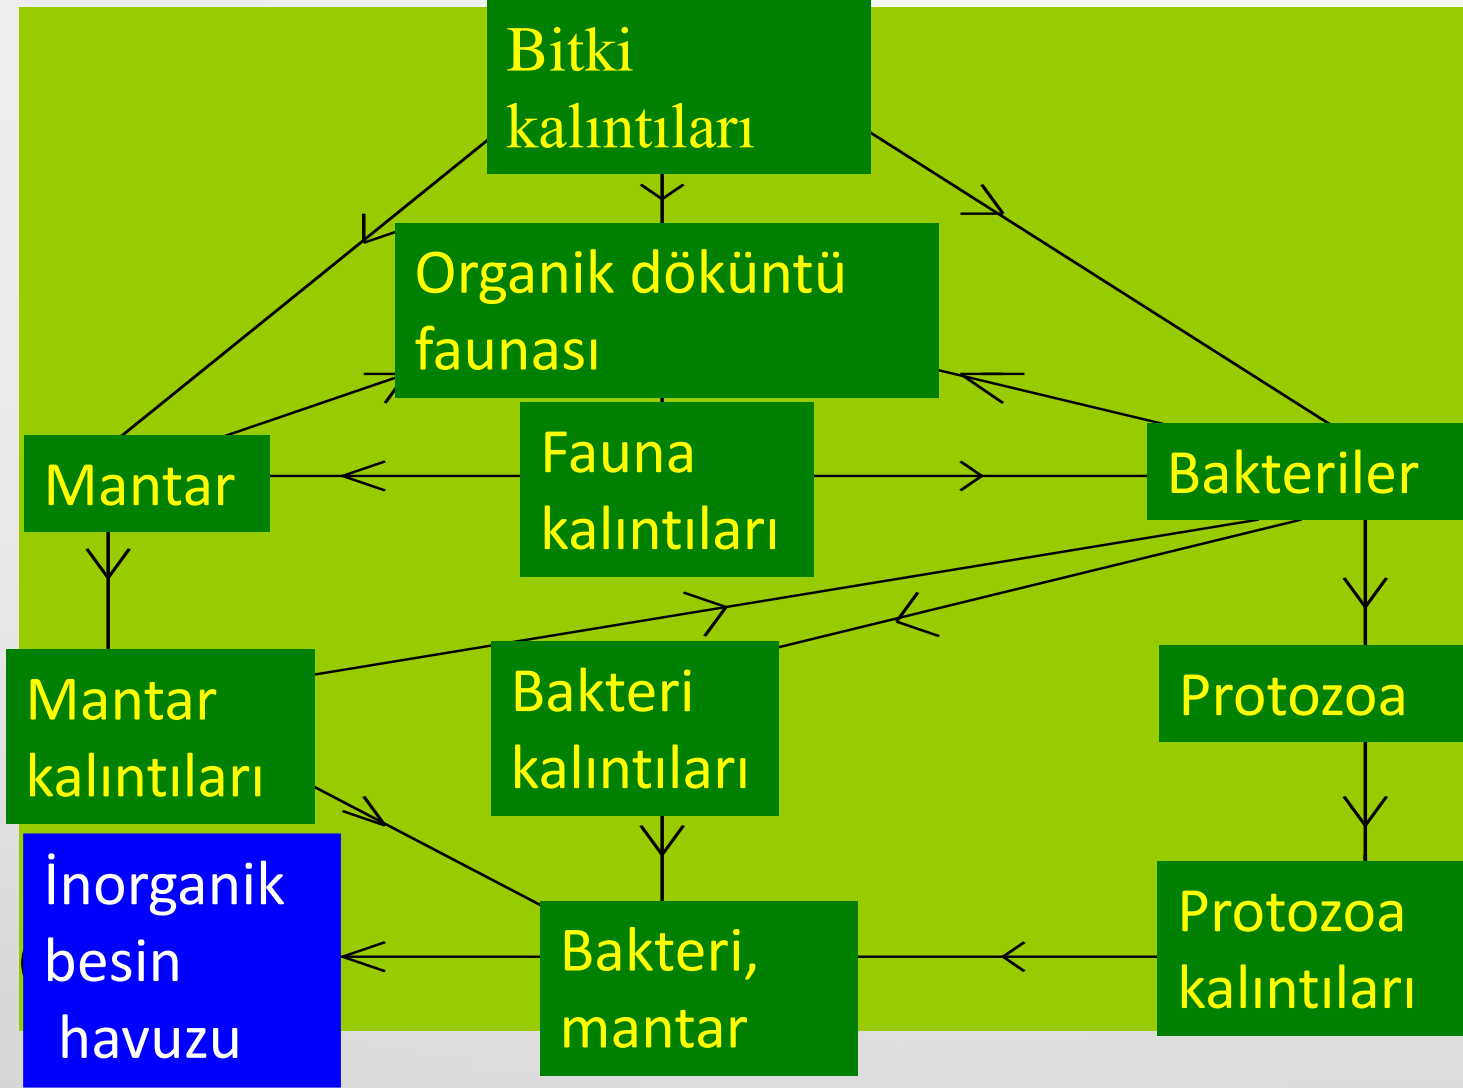 Bitki
kalıntıları
Organik döküntü
faunası
Fauna
kalıntıları
Mantar
Bakteriler
Mantar
kalıntıları
Bakteri
kalıntıları
Protozoa
İnorganik
besin
havuzu
Bakteri,
mantar
Protozoa
kalıntıları